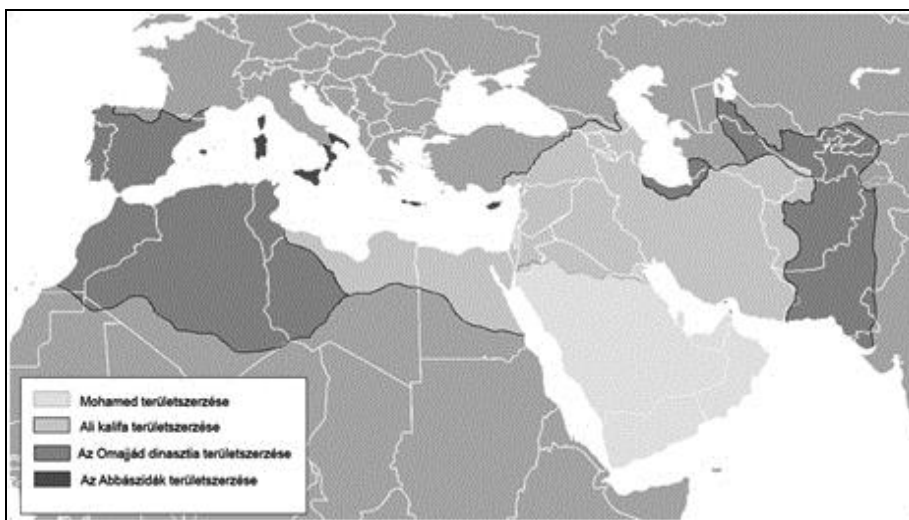 Mohamed területszerzése
Ali kalifa területszerzése
Az Omajjád dinasztia területszerzése
Az Abbászidák területszerzése